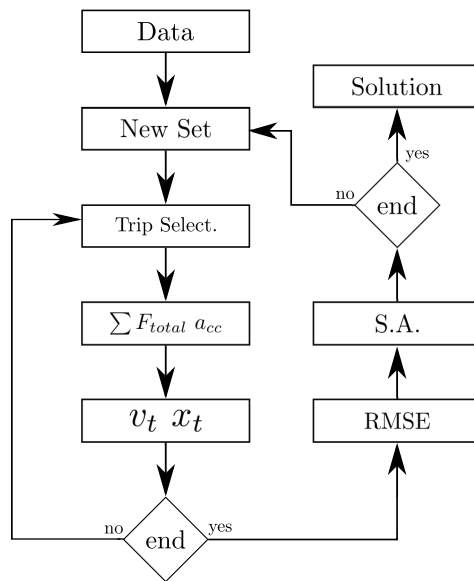 Data
New Set
Trip Select.
∑ F_total a_cc
v_t x_t
end
no
yes
RMSE
S.A.
end
no
yes
Solution